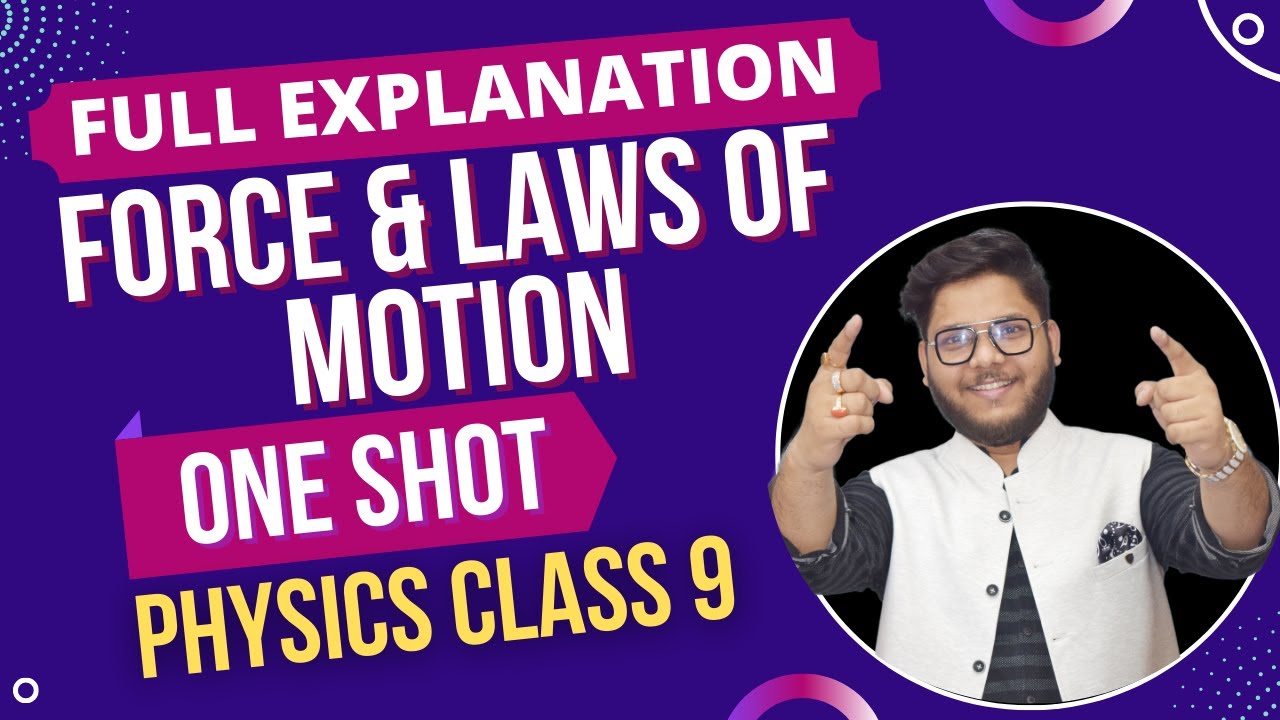 FULL EXPLANATION
FORCE & LAWS OF
MOTION
ONE SHOT
PHYSICS CLASS 9